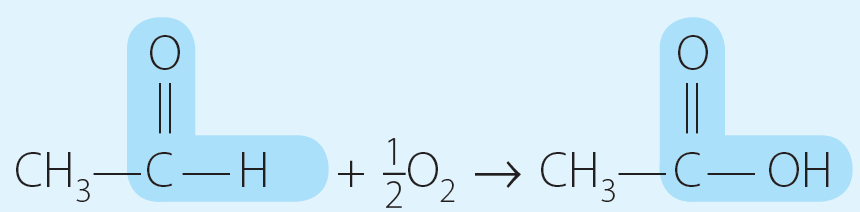 O O
CH₃—C—H + ½O₂ → CH₃—C—OH